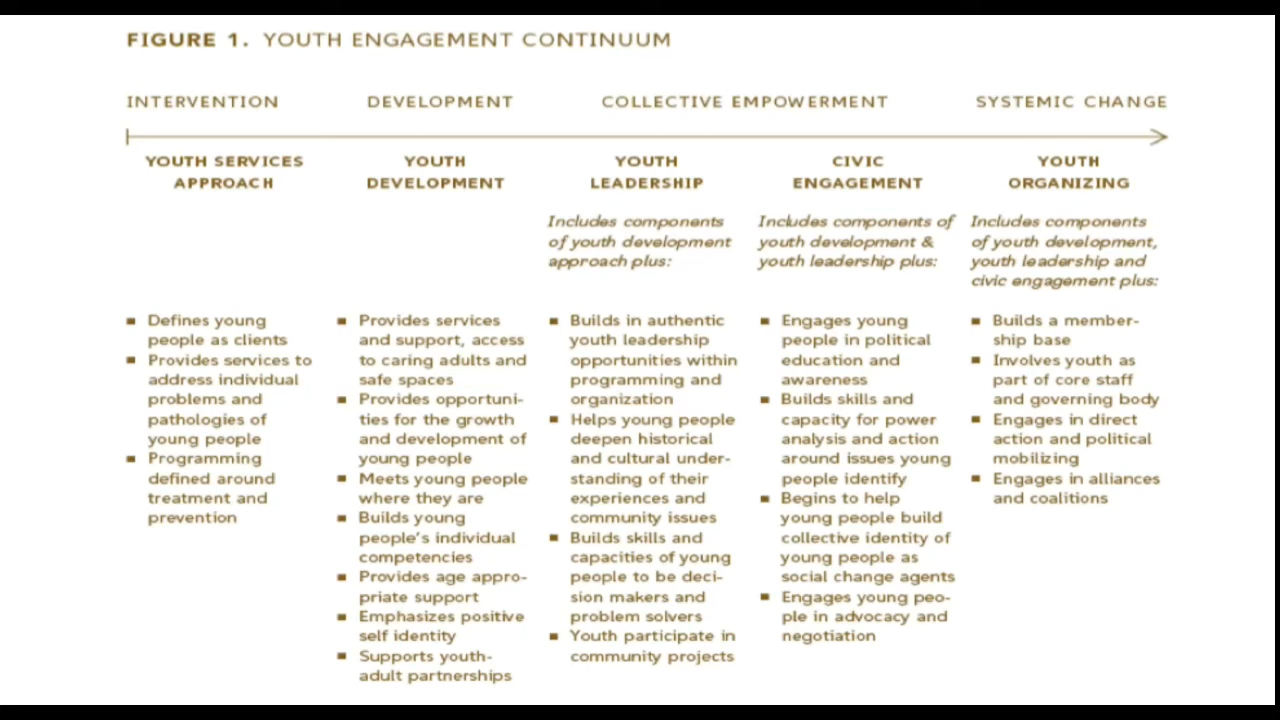 FIGURE 1. YOUTH ENGAGEMENT CONTINUUM
INTERVENTION
DEVELOPMENT
COLLECTIVE EMPOWERMENT
SYSTEMIC CHANGE
YOUTH SERVICES
APPROACH
Defines young
people as clients
Provides services to
address individual
problems and
pathologies of
young people
Programming
defined around
treatment and
prevention
YOUTH
DEVELOPMENT
Provides services
and support, access
to caring adults and
safe spaces
Provides opportuni-
ties for the growth
and development of
young people
Meets young people
where they are
Builds young
people's individual
competencies
Provides age appro-
priate support
Emphasizes positive
self identity
Supports youth-
adult partnerships
YOUTH
LEADERSHIP
Includes components
of youth development
approach plus:
Builds in authentic
youth leadership
opportunities within
programming and
organization
Helps young people
deepen historical
and cultural under-
standing of their
experiences and
community issues
Builds skills and
capacities of young
people to be deci-
sion makers and
problem solvers
Youth participate in
community projects
CIVIC
ENGAGEMENT
Includes components of
youth development &
youth leadership plus:
Engages young
people in political
education and
awareness
Builds skills and
capacity for power
analysis and action
around issues young
people identify
Begins to help
young people build
collective identity of
young people as
social change agents
Engages young peo-
ple in advocacy and
negotiation
YOUTH
ORGANIZING
Includes components
of youth development,
youth leadership and
civic engagement plus:
Builds a member-
ship base
Involves youth as
part of core staff
and governing body
Engages in direct
action and political
mobilizing
Engages in alliances
and coalitions